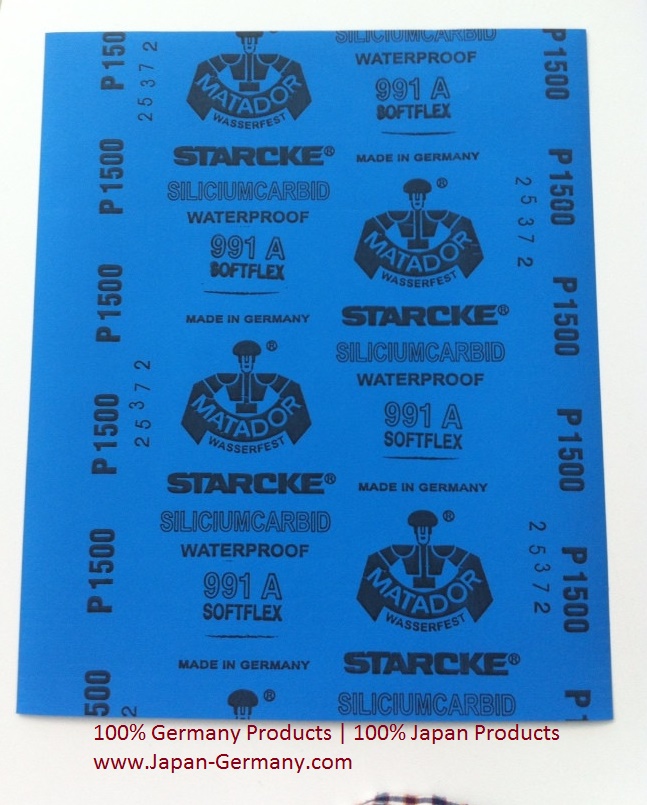 P150
P1500
P1500
P1500
P1500
500
25372
25372
2
MATADOR
WASSERFEST
STARCKE®
SILICIUMCARBID
WATERPROOF
991 A
SOFTFLEX
MADE IN GERMANY
®
MATADOR
WASSERFEST
STARCKE®
SILICIUMCARBID
WATERPROOF
991 A
SOFTFLEX
MADE IN GERMANY
®
SILICIUMCARBID
WATERPROOF
991 A
SOFTFLEX
MADE IN GERMANY
®
MATADOR
WASSERFEST
STARCKE®
SILICIUMCARBID
WATERPROOF
991 A
SOFTFLEX
MADE IN GERMANY
®
MATADOR
WASSERFEST
STARCKE®
SILICIUMCARBID
25372
25372
P1500
P1500
P1500
P1500
P1500
P1
100% Germany Products | 100% Japan Products
www.Japan-Germany.com